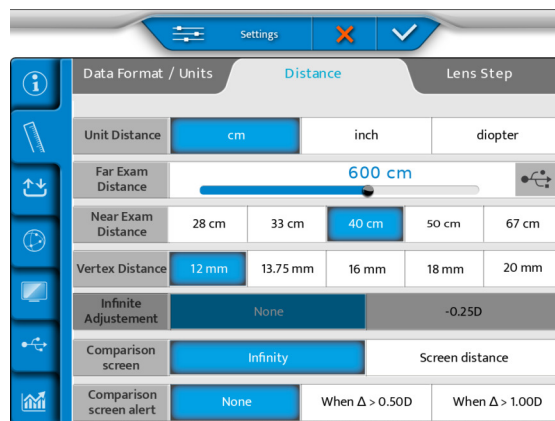 Settings
Data Format / Units Distance Lens Step
Unit Distance cm inch diopter
Far Exam
Distance
600 cm
Near Exam
Distance
28 cm 33 cm 40 cm 50 cm 67 cm
Vertex Distance 12 mm 13.75 mm 16 mm 18 mm 20 mm
Infinite
Adjustement
None -0.25D
Comparison
screen
Infinity Screen distance
Comparison
screen alert
None When Δ > 0.50D When Δ > 1.00D